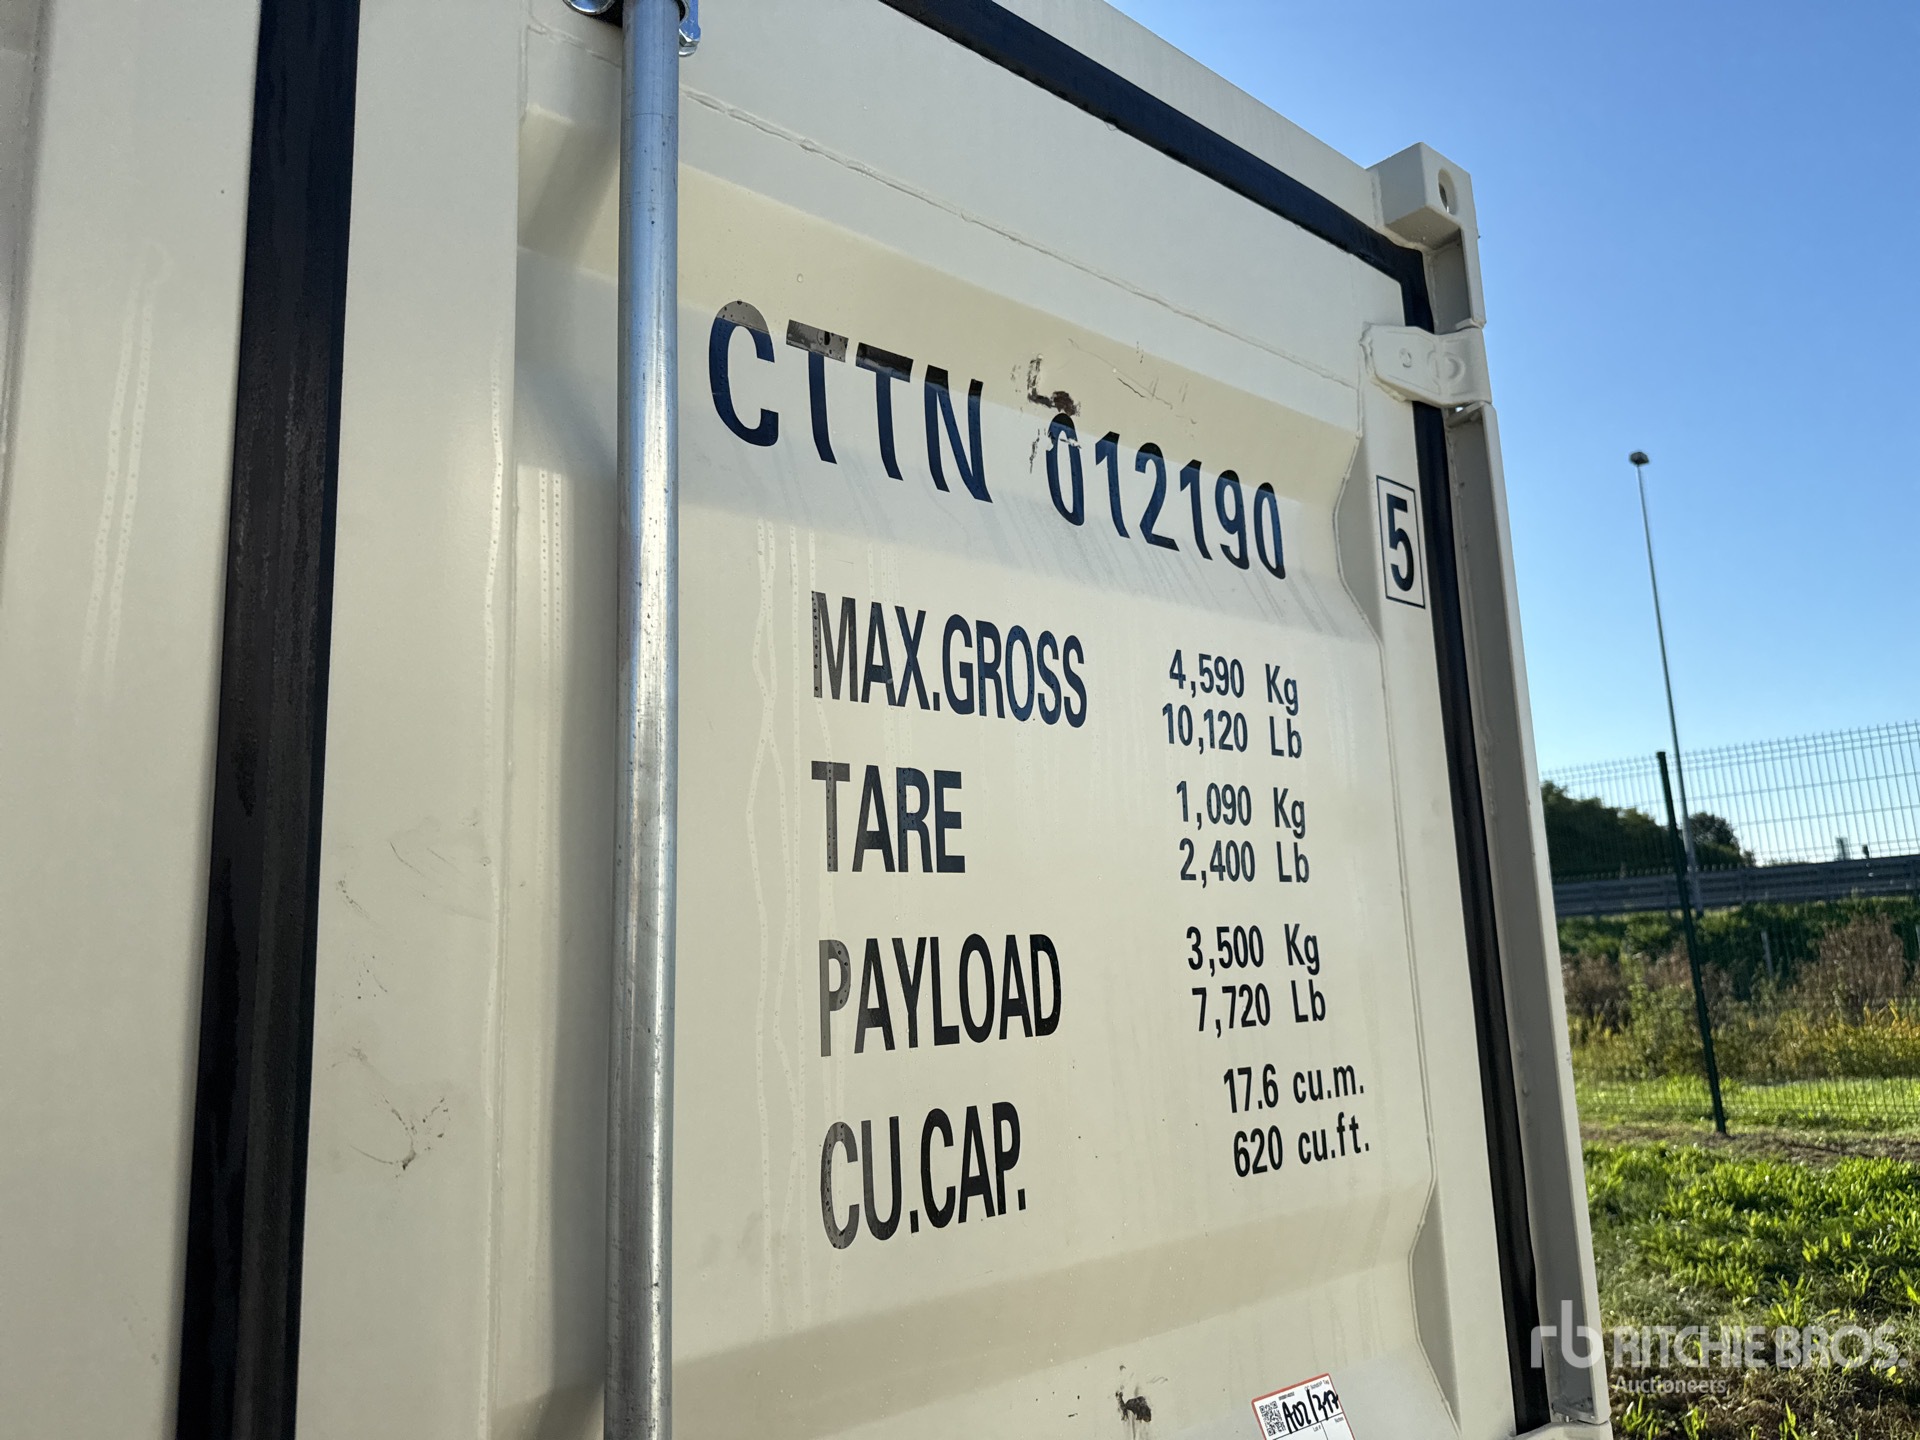 CTTN 012190 5
MAX.GROSS 4,590 Kg
10,120 Lb
TARE 1,090 Kg
2,400 Lb
PAYLOAD 3,500 Kg
7,720 Lb
CU.CAP. 17.6 cu.m.
620 cu.ft.
rb RITCHIE BROS.
Auctioneers